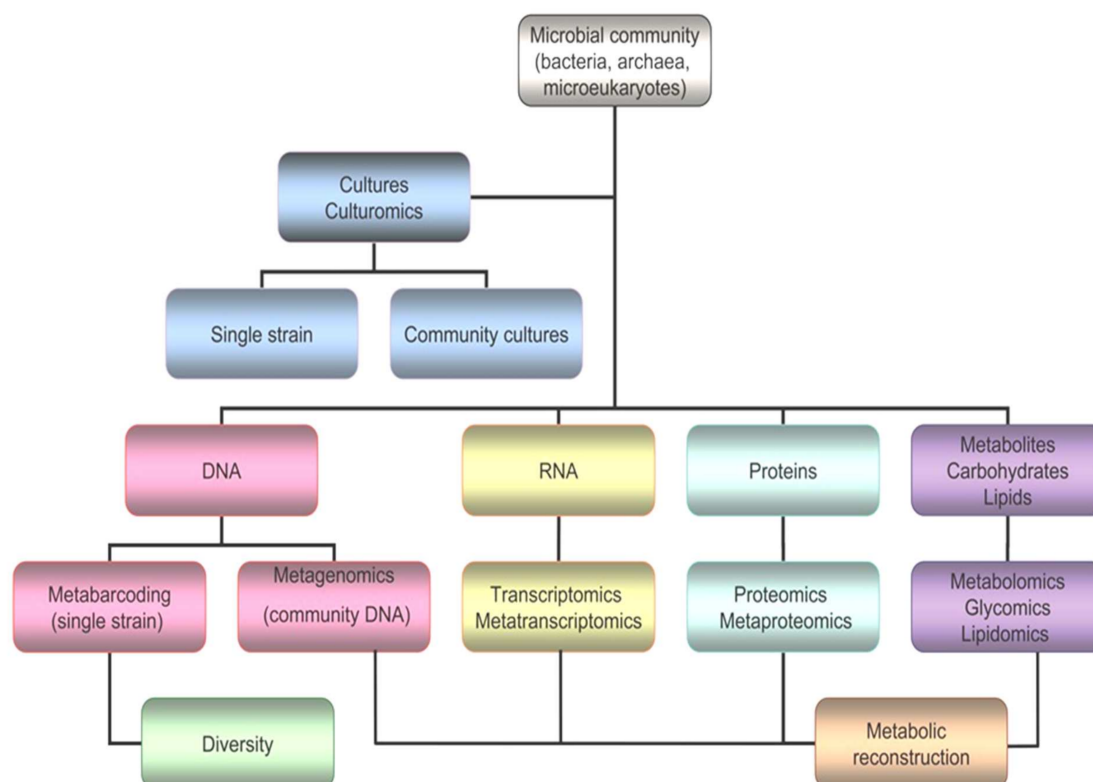 Microbial community
(bacteria, archaea,
microeukaryotes)
Cultures
Culturomics
Single strain
Community cultures
DNA
RNA
Proteins
Metabolites
Carbohydrates
Lipids
Metabarcoding
(single strain)
Metagenomics
(community DNA)
Transcriptomics
Metatranscriptomics
Proteomics
Metaproteomics
Metabolomics
Glycomics
Lipidomics
Diversity
Metabolic
reconstruction